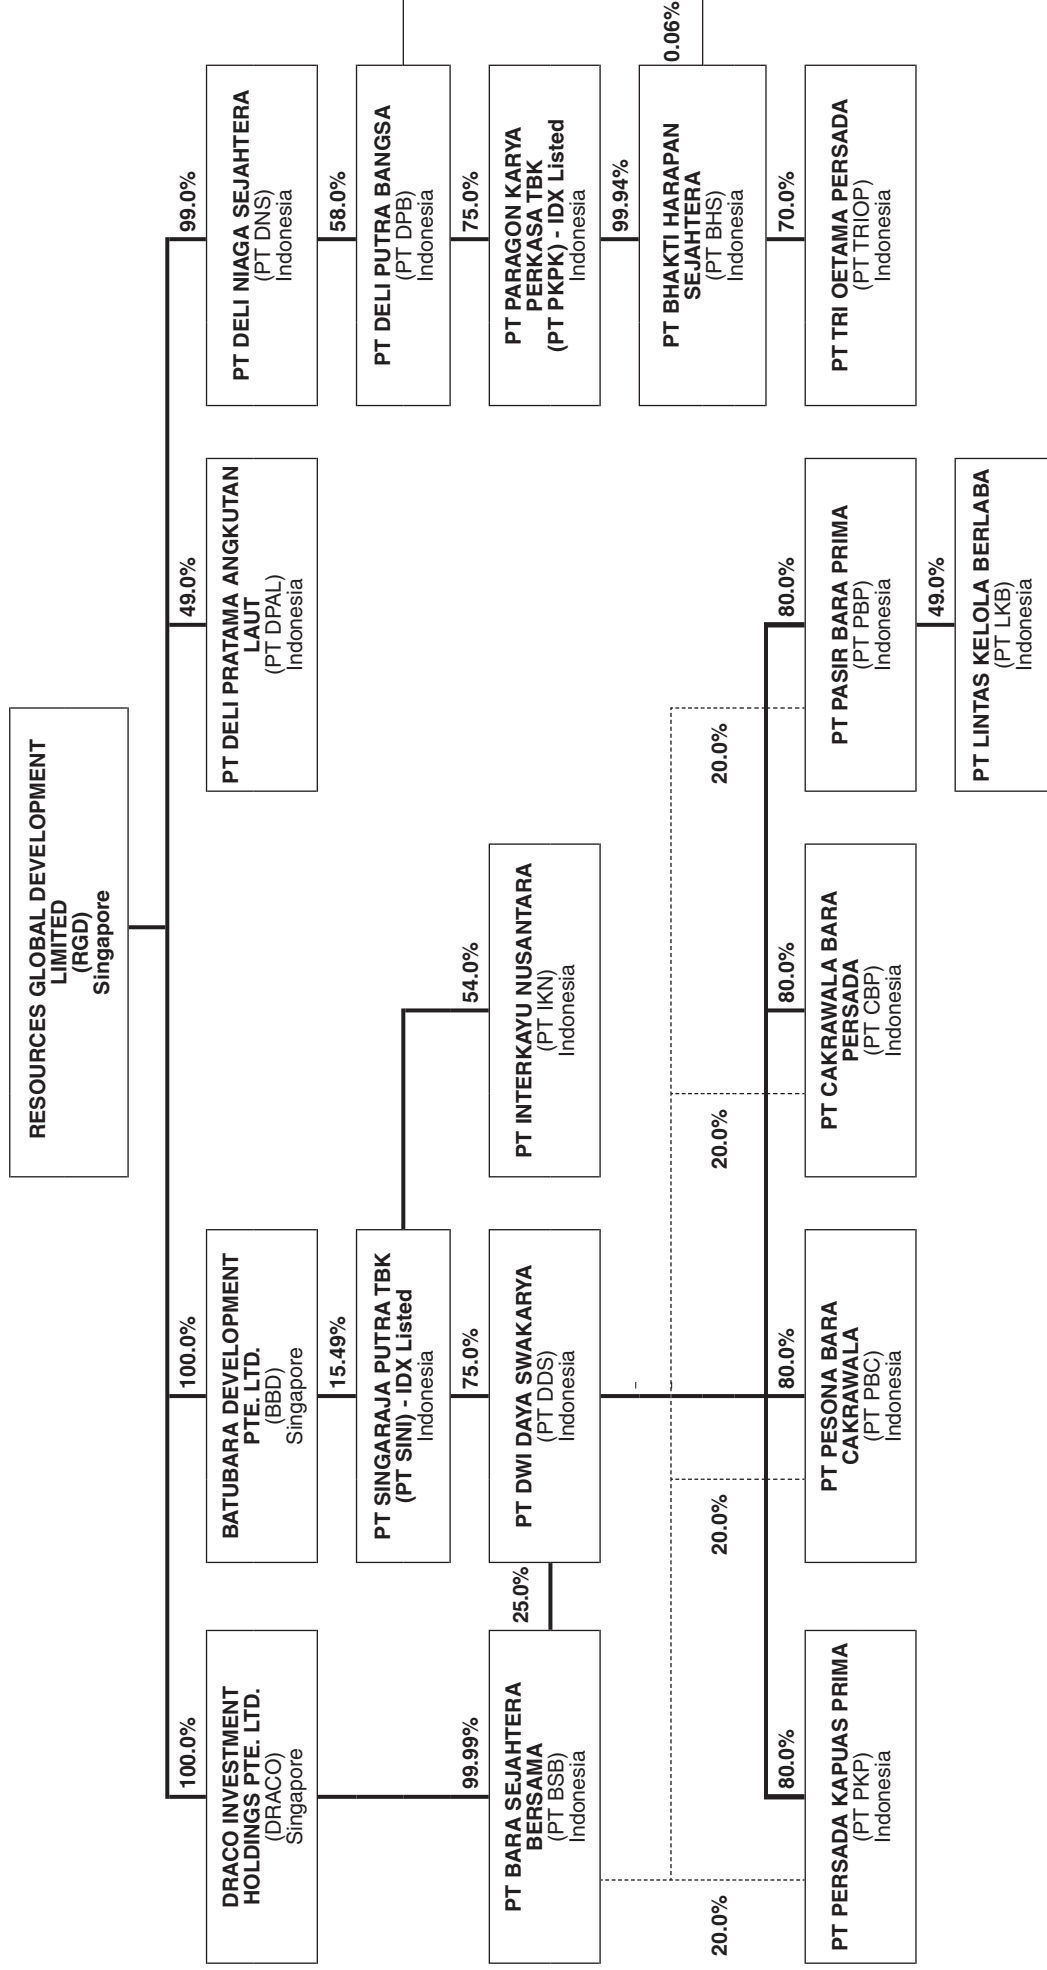 RESOURCES GLOBAL DEVELOPMENT
LIMITED
(RGD)
Singapore
100.0%
DRACO INVESTMENT
HOLDINGS PTE. LTD.
(DRACO)
Singapore
100.0%
BATUBARA DEVELOPMENT
PTE. LTD.
(BBD)
Singapore
49.0%
PT DELI PRATAMA ANGKUTAN
LAUT
(PT DPAL)
Indonesia
99.0%
PT DELI NIAGA SEJAHTERA
(PT DNS)
Indonesia
15.49%
PT SINGARAJA PUTRA TBK
(PT SINI) - IDX Listed
Indonesia
58.0%
PT DELI PUTRA BANGSA
(PT DPB)
Indonesia
99.99%
PT BARA SEJAHTERA
BERSAMA
(PT BSB)
Indonesia
25.0%
75.0%
PT DWI DAYA SWAKARYA
(PT DDS)
Indonesia
54.0%
PT INTERKAYU NUSANTARA
(PT IKN)
Indonesia
75.0%
PT PARAGON KARYA
PERKASA TBK
(PT PKPK) - IDX Listed
Indonesia
99.94%
PT BHAKTI HARAPAN
SEJAHTERA
(PT BHS)
Indonesia
0.06%
20.0%
20.0%
20.0%
20.0%
80.0%
PT PERSADA KAPUAS PRIMA
(PT PKP)
Indonesia
80.0%
PT PESONA BARA
CAKRAWALA
(PT PBC)
Indonesia
80.0%
PT CAKRAWALA BARA
PERSADA
(PT CBP)
Indonesia
80.0%
PT PASIR BARA PRIMA
(PT PBP)
Indonesia
70.0%
PT TRI OETAMA PERSADA
(PT TRIOP)
Indonesia
49.0%
PT LINTAS KELOLA BERLABA
(PT LKB)
Indonesia